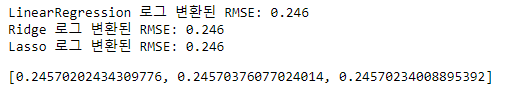 LinearRegression 로그 변환된 RMSE: 0.246
Ridge 로그 변환된 RMSE: 0.246
Lasso 로그 변환된 RMSE: 0.246
[0.24570202434309776, 0.24570376077024014, 0.24570234008895392]